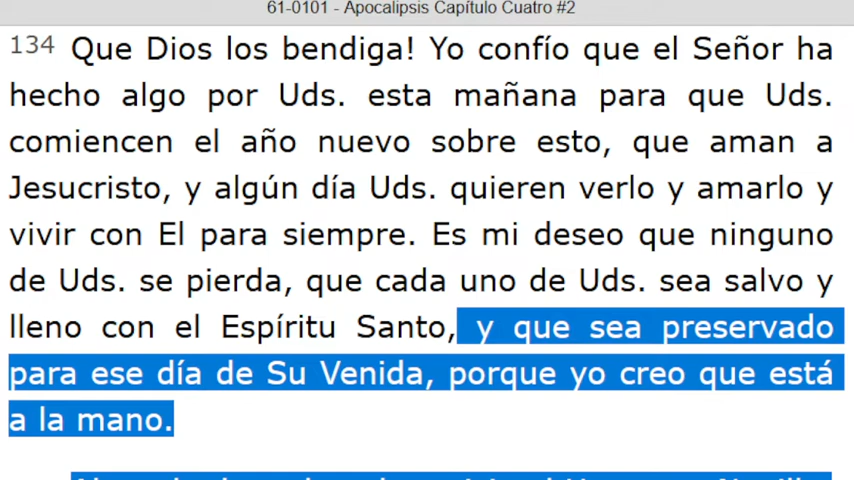 61-0101 - Apocalipsis Capítulo Cuatro #2
134 Que Dios los bendiga! Yo confío que el Señor ha
hecho algo por Uds. esta mañana para que Uds.
comiencen el año nuevo sobre esto, que aman a
Jesucristo, y algún día Uds. quieren verlo y amarlo y
vivir con El para siempre. Es mi deseo que ninguno
de Uds. se pierda, que cada uno de Uds. sea salvo y
lleno con el Espíritu Santo, y que sea preservado
para ese día de Su Venida, porque yo creo que está
a la mano.